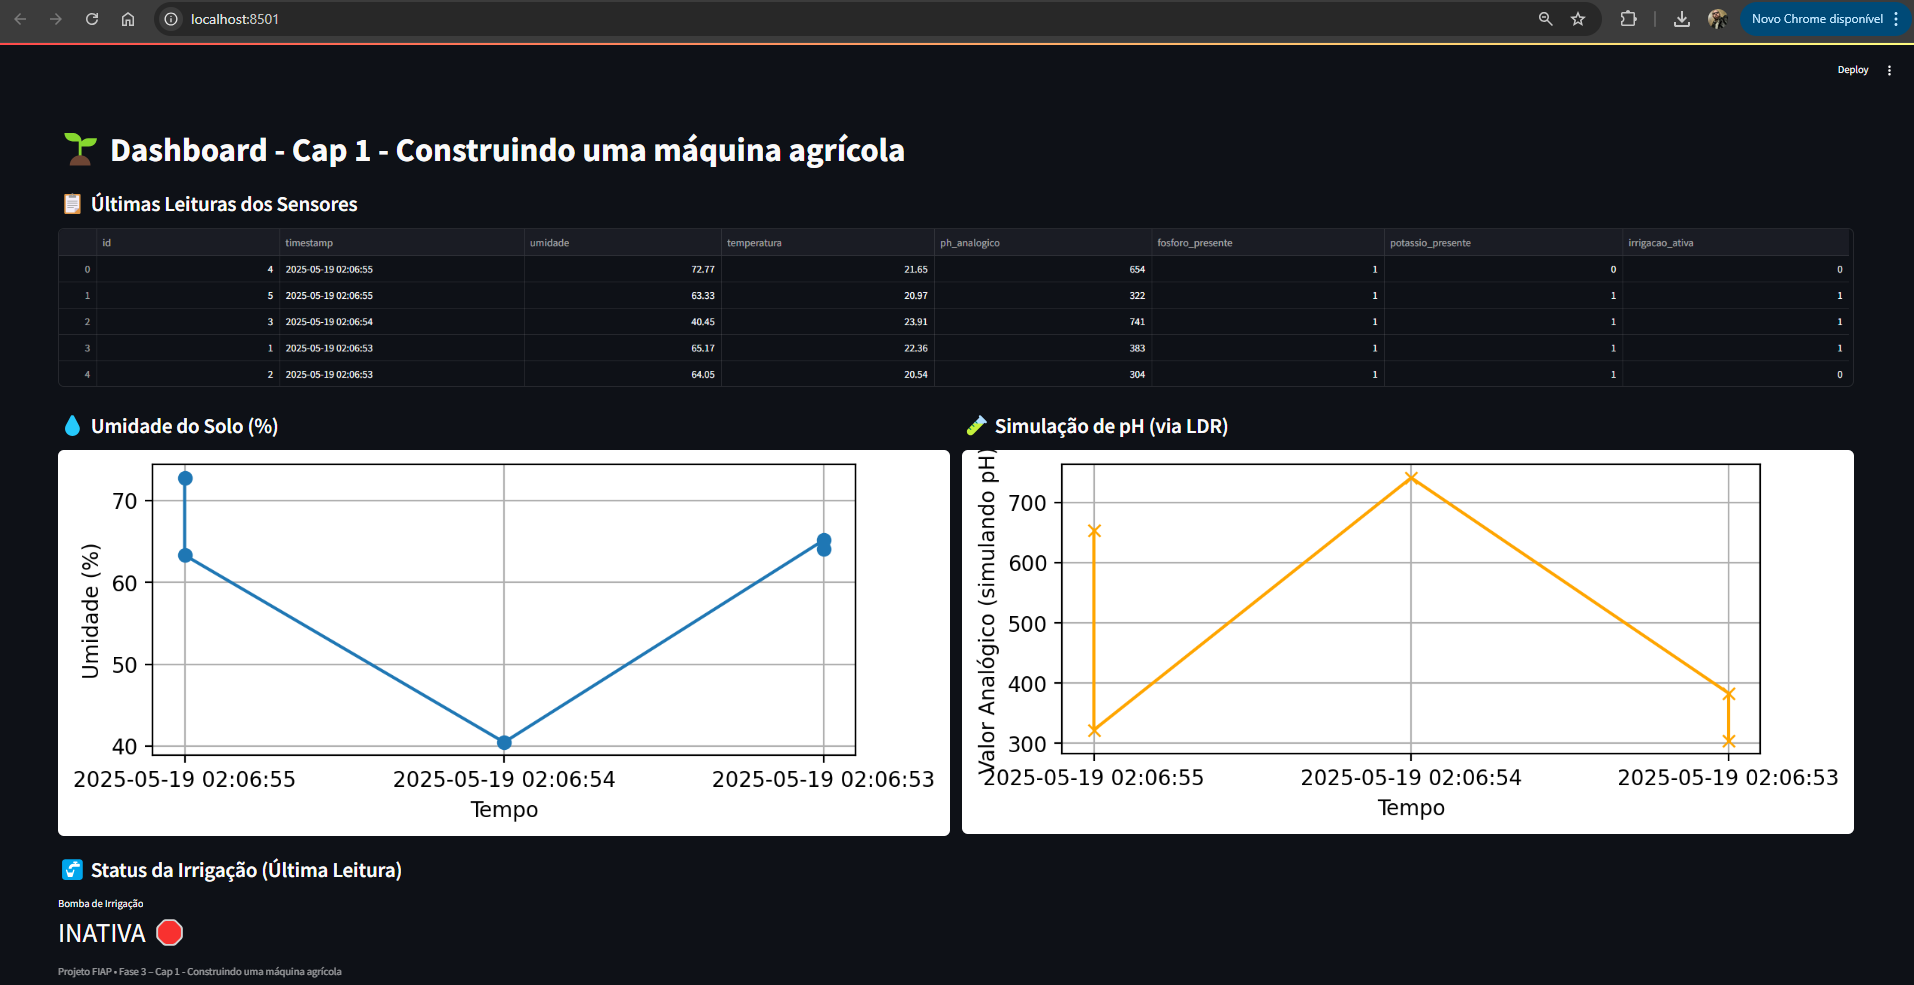 localhost:8501
Novo Chrome disponível
Deploy
Dashboard - Cap 1 - Construindo uma máquina agrícola
Últimas Leituras dos Sensores
id timestamp umidade temperatura ph_analogico fosforo_presente potassio_presente irrigacao_ativa
0 4 2025-05-19 02:06:55 72.77 21.65 654 1 0 0
1 5 2025-05-19 02:06:55 63.33 20.97 322 1 1 1
2 3 2025-05-19 02:06:54 40.45 23.91 741 1 1 1
3 1 2025-05-19 02:06:53 65.17 22.36 383 1 1 1
4 2 2025-05-19 02:06:53 64.05 20.54 304 1 1 0
Umidade do Solo (%)
Umidade (%)
70
60
50
40
2025-05-19 02:06:55 2025-05-19 02:06:54 2025-05-19 02:06:53
Tempo
Simulação de pH (via LDR)
Valor Analógico (simulando pH)
700
600
500
400
300
2025-05-19 02:06:55 2025-05-19 02:06:54 2025-05-19 02:06:53
Tempo
Status da Irrigação (Última Leitura)
Bomba de Irrigação
INATIVA
Projeto FIAP • Fase 3 – Cap 1 - Construindo uma máquina agrícola